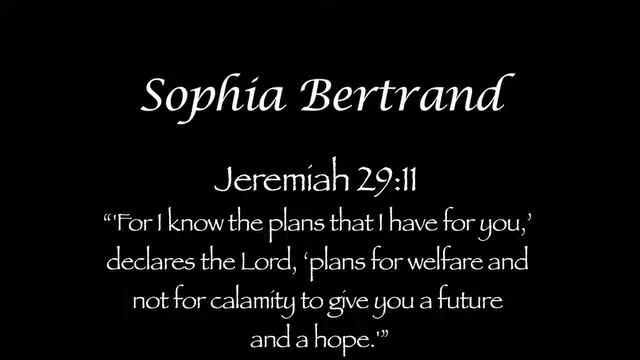 Sophia Bertrand
Jeremiah 29:11
“'For I know the plans that I have for you,’
declares the Lord, ‘plans for welfare and
not for calamity to give you a future
and a hope.'”